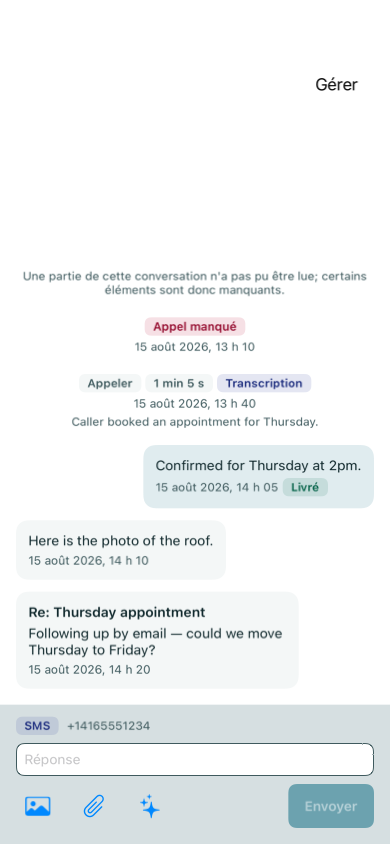 Gérer
Une partie de cette conversation n'a pas pu être lue; certains
éléments sont donc manquants.
Appel manqué
15 août 2026, 13 h 10
Appeler 1 min 5 s Transcription
15 août 2026, 13 h 40
Caller booked an appointment for Thursday.
Confirmed for Thursday at 2pm.
15 août 2026, 14 h 05 Livré
Here is the photo of the roof.
15 août 2026, 14 h 10
Re: Thursday appointment
Following up by email — could we move
Thursday to Friday?
15 août 2026, 14 h 20
SMS +14165551234
Réponse
Envoyer